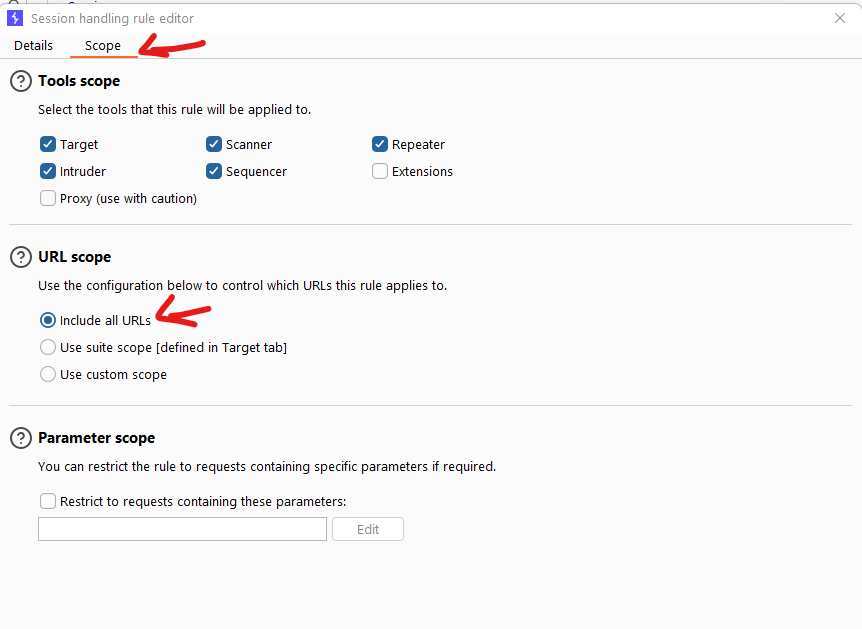 Session handling rule editor
Details Scope
Tools scope
Select the tools that this rule will be applied to.
Target Scanner Repeater
Intruder Sequencer Extensions
Proxy (use with caution)
URL scope
Use the configuration below to control which URLs this rule applies to.
Include all URLs
Use suite scope [defined in Target tab]
Use custom scope
Parameter scope
You can restrict the rule to requests containing specific parameters if required.
Restrict to requests containing these parameters:
Edit